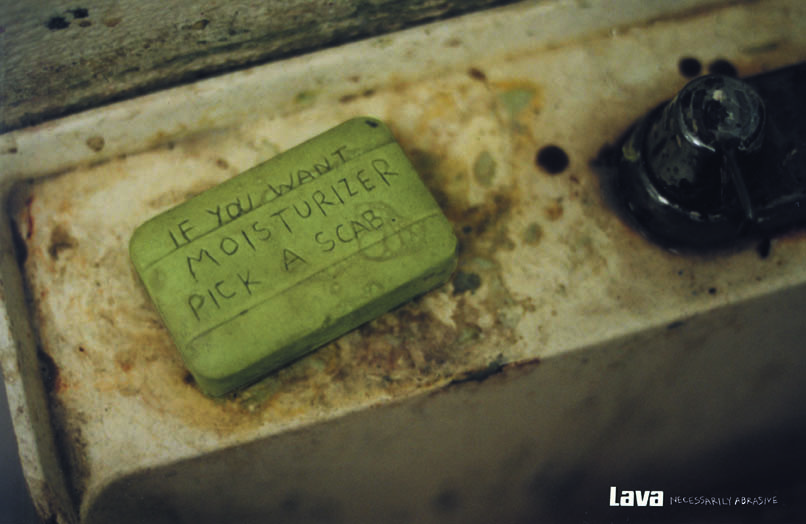 IF YOU WANT
MOISTURIZER
PICK A SCAB.
Lava NECESSARILY ABRASIVE